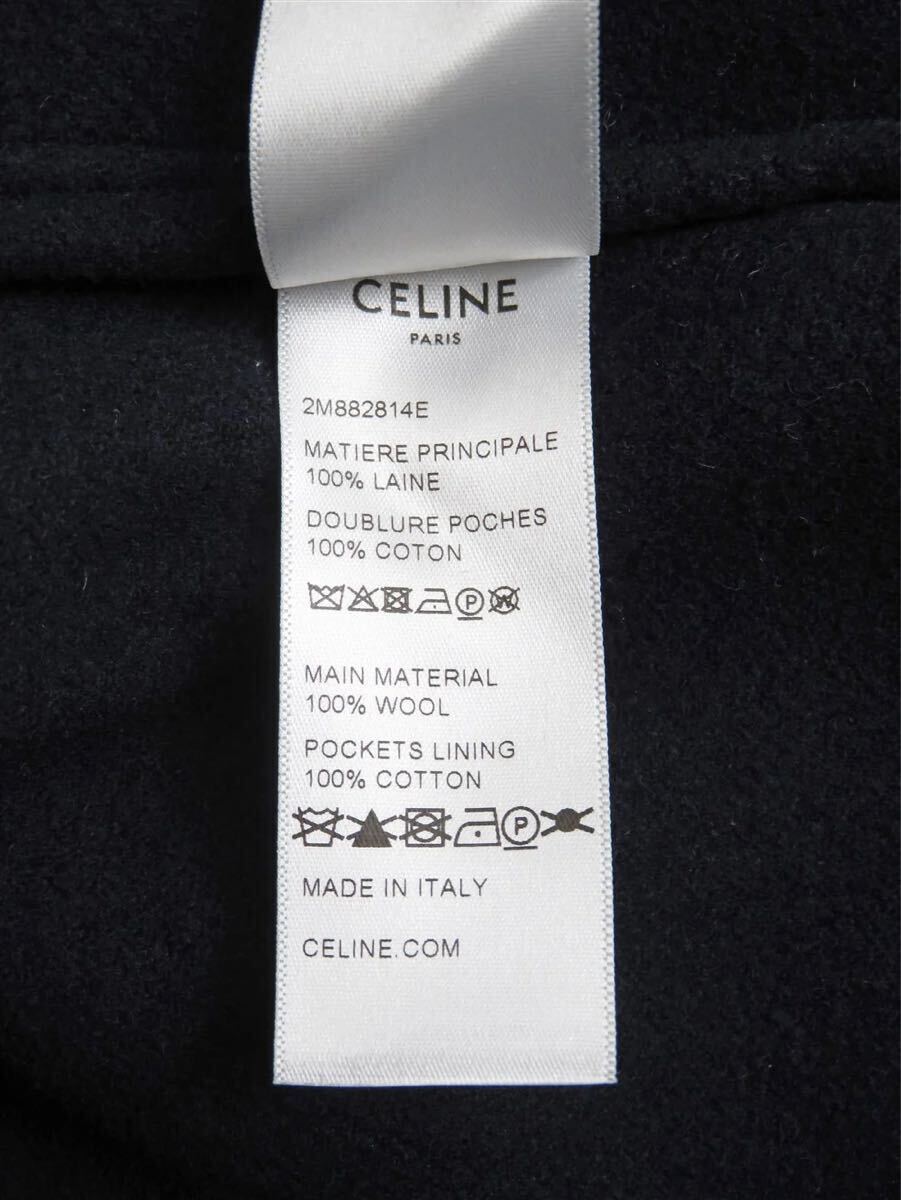 CELINE
PARIS
2M882814E
MATIERE PRINCIPALE
100% LAINE
DOUBLURE POCHES
100% COTON
MAIN MATERIAL
100% WOOL
POCKETS LINING
100% COTTON
MADE IN ITALY
CELINE.COM